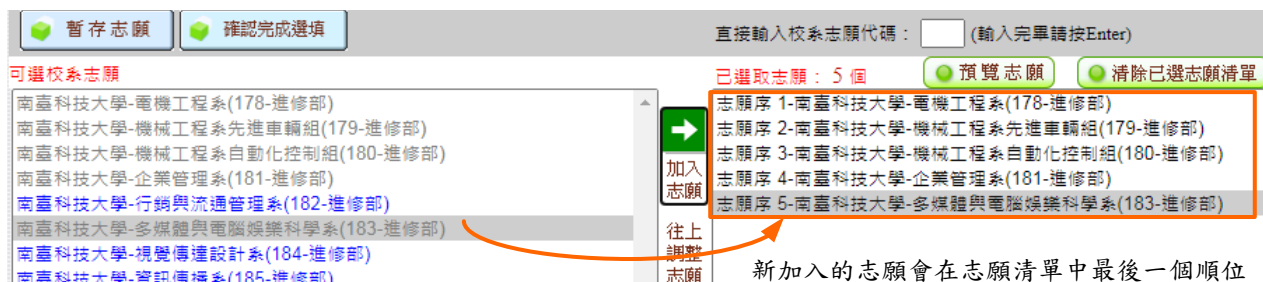 暫存志願
確認完成選填
直接輸入校系志願代碼：
(輸入完畢請按Enter)
可選校系志願
已選取志願： 5 個
預覽志願
清除已選志願清單
南臺科技大學-電機工程系(178-進修部)
南臺科技大學-機械工程系先進車輛組(179-進修部)
南臺科技大學-機械工程系自動化控制組(180-進修部)
南臺科技大學-企業管理系(181-進修部)
南臺科技大學-行銷與流通管理系(182-進修部)
南臺科技大學-多媒體與電腦娛樂科學系(183-進修部)
南臺科技大學-視覺傳達設計系(184-進修部)
南臺科技大學-資訊傳播系(185-進修部)
加入
志願
往上
調整
志願
志願序 1-南臺科技大學-電機工程系(178-進修部)
志願序 2-南臺科技大學-機械工程系先進車輛組(179-進修部)
志願序 3-南臺科技大學-機械工程系自動化控制組(180-進修部)
志願序 4-南臺科技大學-企業管理系(181-進修部)
志願序 5-南臺科技大學-多媒體與電腦娛樂科學系(183-進修部)
新加入的志願會在志願清單中最後一個順位